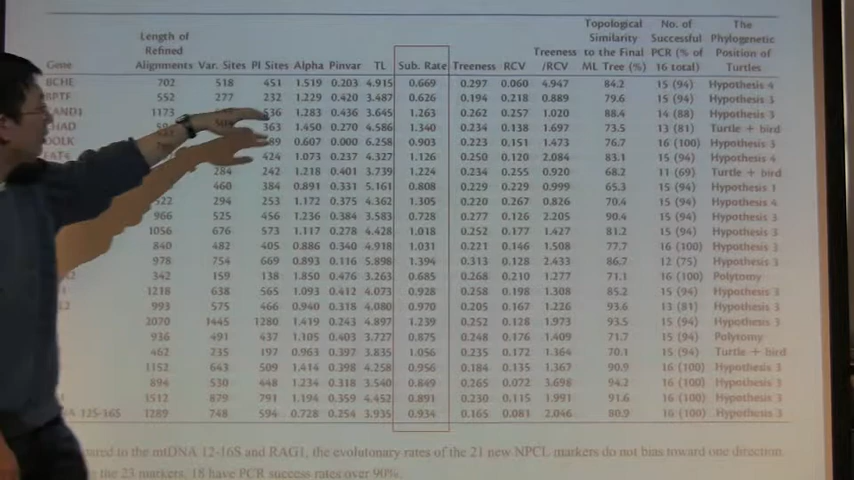 Length of Refined Alignments Var. Sites PI Sites Alpha Pinvar TL Sub. Rate Treeness RCV Treeness /RCV Topological Similarity to the Final ML Tree (%) No. of Successful PCR (% of 16 total) The Phylogenetic Position of Turtles
Gene
BCHE 702 518 451 1.519 0.203 4.915 0.669 0.297 0.060 4.947 84.2 15 (94) Hypothesis 4
BPTF 552 277 232 1.229 0.420 3.487 0.626 0.194 0.218 0.889 79.6 15 (94) Hypothesis 3
1173 536 1.283 0.436 3.645 1.263 0.262 0.257 1.020 88.4 14 (88) Hypothesis 3
363 1.450 0.270 4.586 1.340 0.234 0.138 1.697 73.5 13 (81) Turtle + bird
0.607 0.000 6.258 0.903 0.223 0.151 1.473 76.7 16 (100) Hypothesis 3
424 1.073 0.237 4.327 1.126 0.250 0.120 2.084 83.1 15 (94) Hypothesis 4
284 242 1.218 0.401 3.739 1.224 0.234 0.255 0.920 68.2 11 (69) Turtle + bird
460 384 0.891 0.331 5.161 0.808 0.229 0.229 0.999 65.3 15 (94) Hypothesis 1
522 294 253 1.172 0.375 4.362 1.305 0.220 0.267 0.826 70.4 15 (94) Hypothesis 4
966 525 456 1.236 0.384 3.583 0.728 0.277 0.126 2.205 90.4 15 (94) Hypothesis 3
1056 676 573 1.117 0.278 4.428 1.018 0.252 0.177 1.427 81.2 15 (94) Hypothesis 3
840 482 405 0.886 0.340 4.918 1.031 0.221 0.146 1.508 77.7 16 (100) Hypothesis 3
978 754 669 0.893 0.116 5.898 1.394 0.313 0.128 2.433 86.7 12 (75) Hypothesis 3
342 159 138 1.850 0.476 3.263 0.685 0.268 0.210 1.277 71.1 16 (100) Polytomy
1218 638 565 1.093 0.412 4.073 0.928 0.258 0.198 1.308 85.2 15 (94) Hypothesis 3
993 575 466 0.940 0.318 4.080 0.970 0.205 0.167 1.226 93.6 13 (81) Hypothesis 3
2070 1445 1280 1.419 0.243 4.897 1.239 0.252 0.128 1.973 93.5 15 (94) Hypothesis 3
936 491 437 1.105 0.403 3.727 0.875 0.248 0.176 1.409 71.7 15 (94) Polytomy
462 235 197 0.963 0.397 3.835 1.056 0.235 0.172 1.364 70.1 15 (94) Turtle + bird
1152 643 509 1.414 0.398 4.258 0.956 0.184 0.135 1.367 90.9 16 (100) Hypothesis 3
894 530 448 1.234 0.318 3.540 0.849 0.265 0.072 3.698 94.2 16 (100) Hypothesis 3
1512 879 791 1.194 0.359 4.452 0.891 0.230 0.115 1.991 91.6 16 (100) Hypothesis 3
12S-16S 1289 748 594 0.728 0.254 3.935 0.934 0.165 0.081 2.046 80.9 16 (100) Hypothesis 3
to the mtDNA 12-16S and RAG1, the evolutionary rates of the 21 new NPCL markers do not bias toward one direction.
the 23 markers, 18 have PCR success rates over 90%.